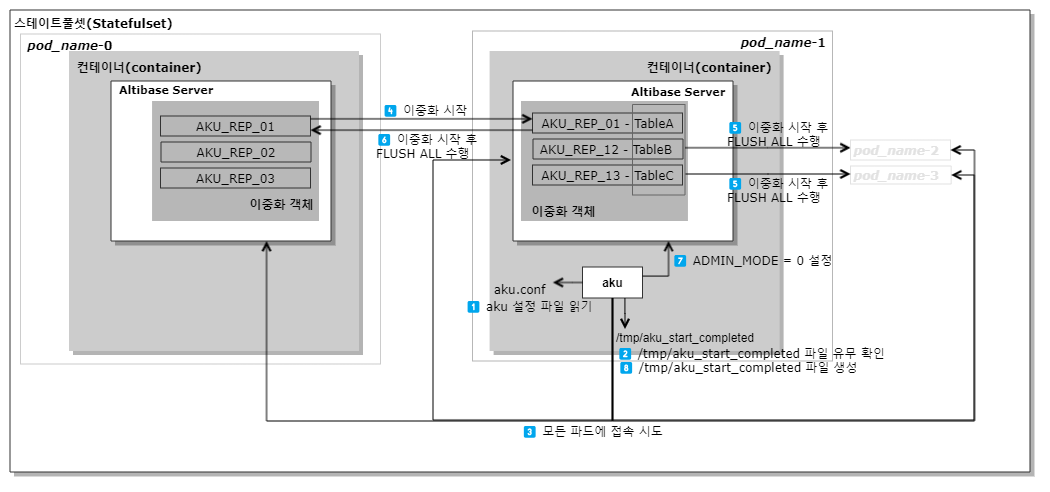 스테이트풀셋(Statefulset)
pod_name-0
컨테이너(container)
Altibase Server
AKU_REP_01
AKU_REP_02
AKU_REP_03
이중화 객체
4 이중화 시작
6 이중화 시작 후
FLUSH ALL 수행
pod_name-1
컨테이너(container)
Altibase Server
AKU_REP_01 - TableA
AKU_REP_12 - TableB
AKU_REP_13 - TableC
이중화 객체
5 이중화 시작 후
FLUSH ALL 수행
5 이중화 시작 후
FLUSH ALL 수행
pod_name-2
pod_name-3
7 ADMIN_MODE = 0 설정
aku
aku.conf
1 aku 설정 파일 읽기
/tmp/aku_start_completed
2 /tmp/aku_start_completed 파일 유무 확인
8 /tmp/aku_start_completed 파일 생성
3 모든 파드에 접속 시도